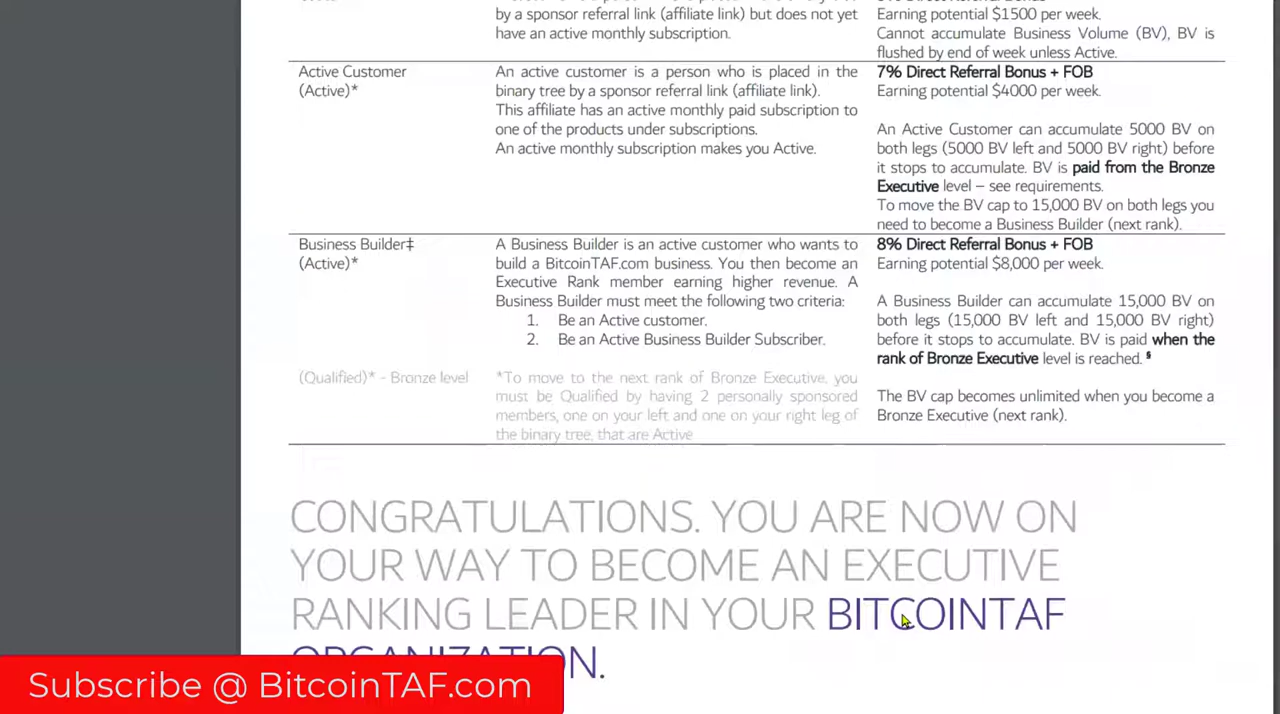 by a sponsor referral link (affiliate link) but does not yet
have an active monthly subscription.
Earning potential $1500 per week.
Cannot accumulate Business Volume (BV), BV is
flushed by end of week unless Active.
Active Customer
(Active)*
An active customer is a person who is placed in the
binary tree by a sponsor referral link (affiliate link).
This affiliate has an active monthly paid subscription to
one of the products under subscriptions.
An active monthly subscription makes you Active.
7% Direct Referral Bonus + FOB
Earning potential $4000 per week.
An Active Customer can accumulate 5000 BV on
both legs (5000 BV left and 5000 BV right) before
it stops to accumulate. BV is paid from the Bronze
Executive level – see requirements.
To move the BV cap to 15,000 BV on both legs you
need to become a Business Builder (next rank).
Business Builder‡
(Active)*
A Business Builder is an active customer who wants to
build a BitcoinTAF.com business. You then become an
Executive Rank member earning higher revenue. A
Business Builder must meet the following two criteria:
1. Be an Active customer.
2. Be an Active Business Builder Subscriber.
8% Direct Referral Bonus + FOB
Earning potential $8,000 per week.
A Business Builder can accumulate 15,000 BV on
both legs (15,000 BV left and 15,000 BV right)
before it stops to accumulate. BV is paid when the
rank of Bronze Executive level is reached. §
The BV cap becomes unlimited when you become a
Bronze Executive (next rank).
(Qualified)* - Bronze level
*To move to the next rank of Bronze Executive, you
must be Qualified by having 2 personally sponsored
members, one on your left and one on your right leg of
the binary tree, that are Active
CONGRATULATIONS. YOU ARE NOW ON
YOUR WAY TO BECOME AN EXECUTIVE
RANKING LEADER IN YOUR BITCOINTAF
ORGANIZATION.
Subscribe @ BitcoinTAF.com